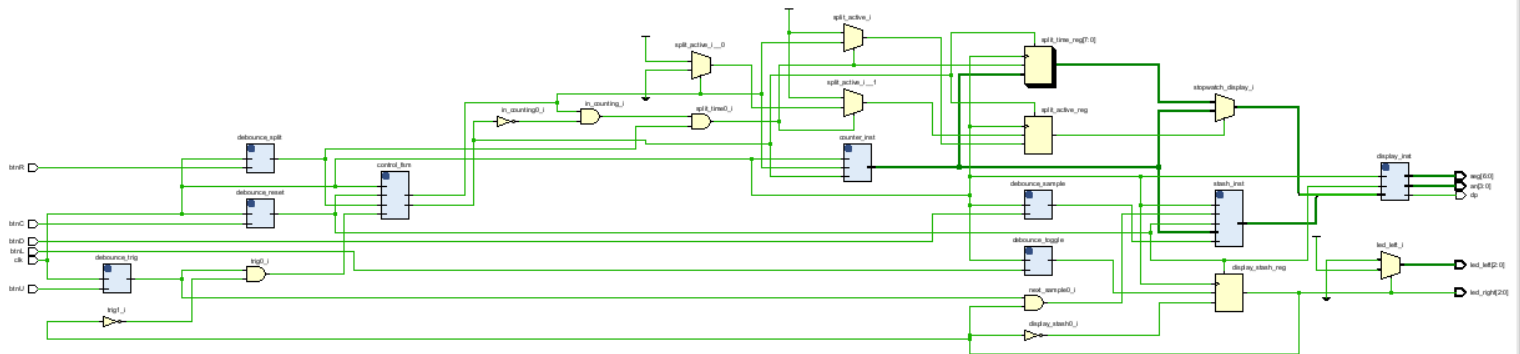 split_active_i
split_active_i__0
split_time_reg[7:0]
split_active_i__1
stopwatch_display_i
in_counting0_i
in_counting_i
split_time0_i
split_active_reg
debounce_split
counter_inst
btnR
control_fsm
display_inst
debounce_reset
debounce_sample
stash_inst
seg[6:0]
an[3:0]
dp
btnC
btnD
btnL
clk
debounce_toggle
led_left_i
debounce_trig
trig0_i
display_stash_reg
led_left[2:0]
btnU
next_sample0_i
led_right[2:0]
trig1_i
display_stash0_i